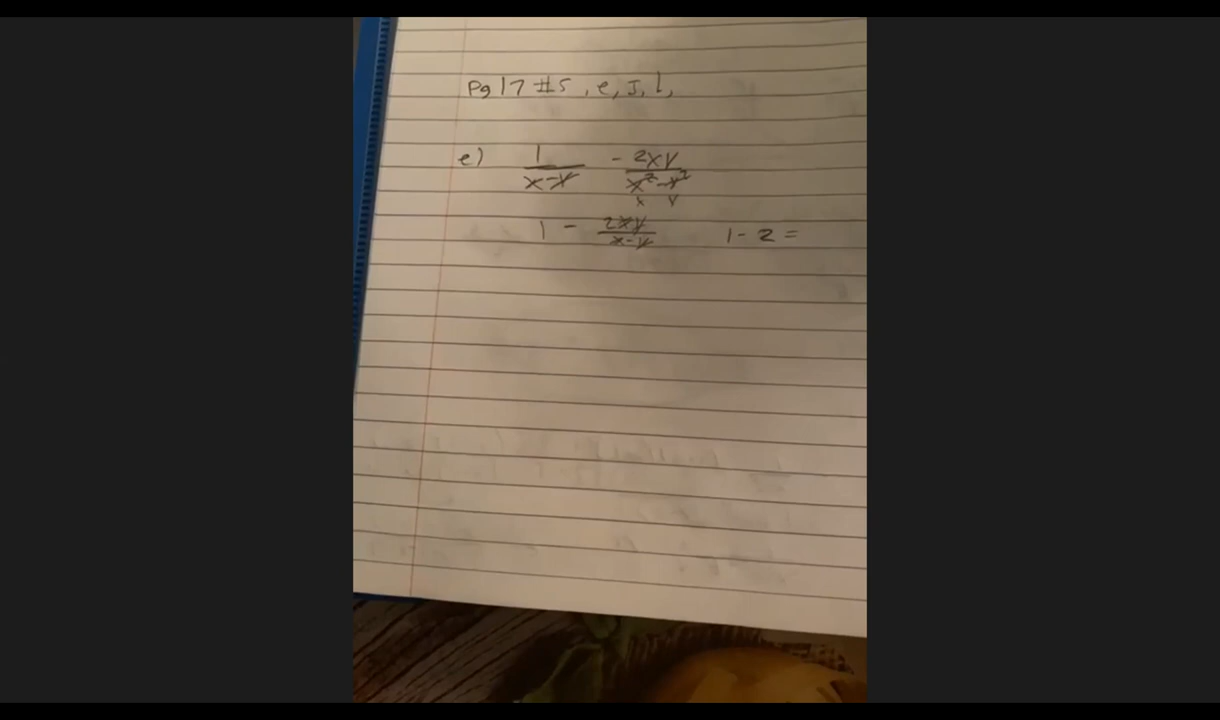 Pg 17 #5, e, J, l,
e) 1/(x-y) - 2xy/(x²-y²)
x y
1 - 2xy/(x-y) 1-2=